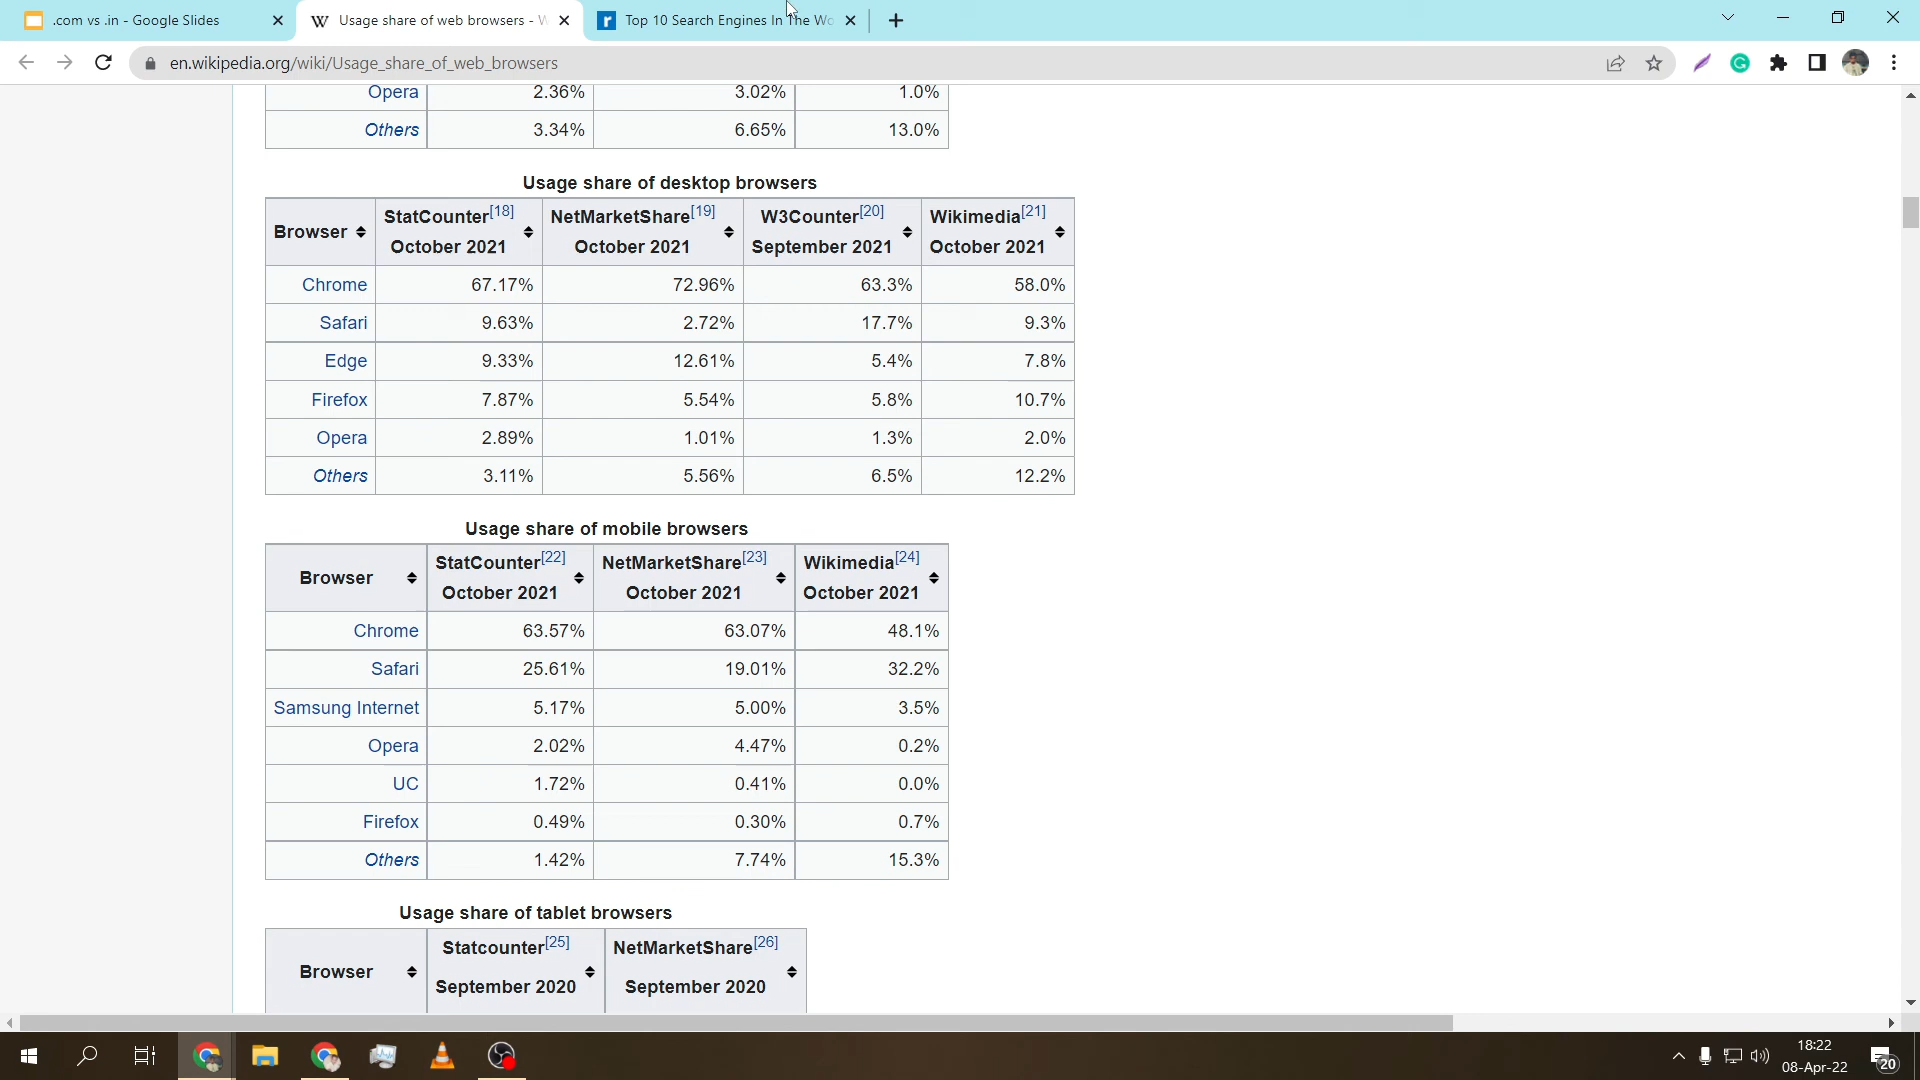 .com vs .in - Google Slides
Usage share of web browsers - W
Top 10 Search Engines In The Wo
en.wikipedia.org/wiki/Usage_share_of_web_browsers
Opera 2.36% 3.02% 1.0%
Others 3.34% 6.65% 13.0%
Usage share of desktop browsers
Browser StatCounter[18] October 2021 NetMarketShare[19] October 2021 W3Counter[20] September 2021 Wikimedia[21] October 2021
Chrome 67.17% 72.96% 63.3% 58.0%
Safari 9.63% 2.72% 17.7% 9.3%
Edge 9.33% 12.61% 5.4% 7.8%
Firefox 7.87% 5.54% 5.8% 10.7%
Opera 2.89% 1.01% 1.3% 2.0%
Others 3.11% 5.56% 6.5% 12.2%
Usage share of mobile browsers
Browser StatCounter[22] October 2021 NetMarketShare[23] October 2021 Wikimedia[24] October 2021
Chrome 63.57% 63.07% 48.1%
Safari 25.61% 19.01% 32.2%
Samsung Internet 5.17% 5.00% 3.5%
Opera 2.02% 4.47% 0.2%
UC 1.72% 0.41% 0.0%
Firefox 0.49% 0.30% 0.7%
Others 1.42% 7.74% 15.3%
Usage share of tablet browsers
Browser Statcounter[25] September 2020 NetMarketShare[26] September 2020
18:22
08-Apr-22
20